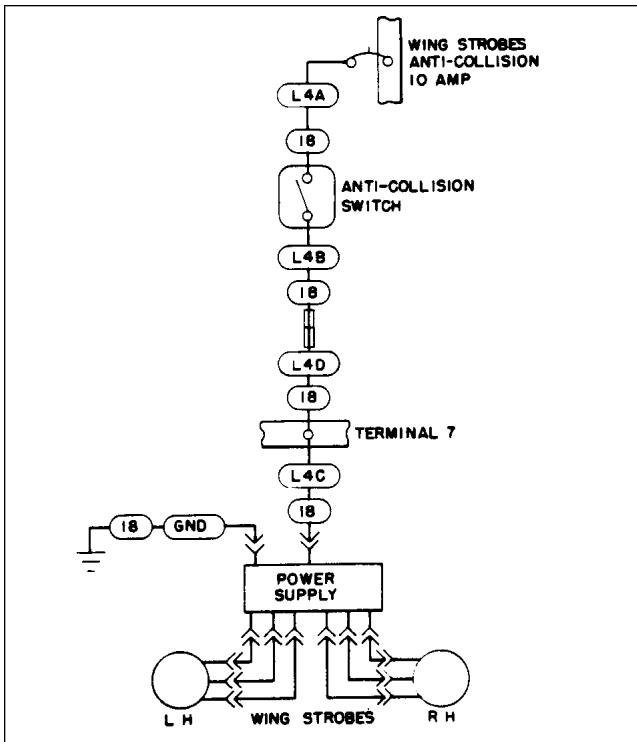 WING STROBES
ANTI-COLLISION
10 AMP
L4A
18
ANTI-COLLISION
SWITCH
L4B
18
L4D
18
TERMINAL 7
L4C
18
18
GND
POWER
SUPPLY
L H
WING STROBES
R H